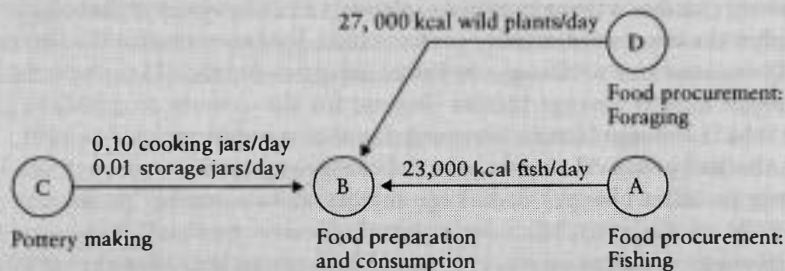 27, 000 kcal wild plants/day
D
Food procurement:
Foraging
0.10 cooking jars/day
0.01 storage jars/day
C
B
23,000 kcal fish/day
A
Pottery making
Food preparation
and consumption
Food procurement:
Fishing